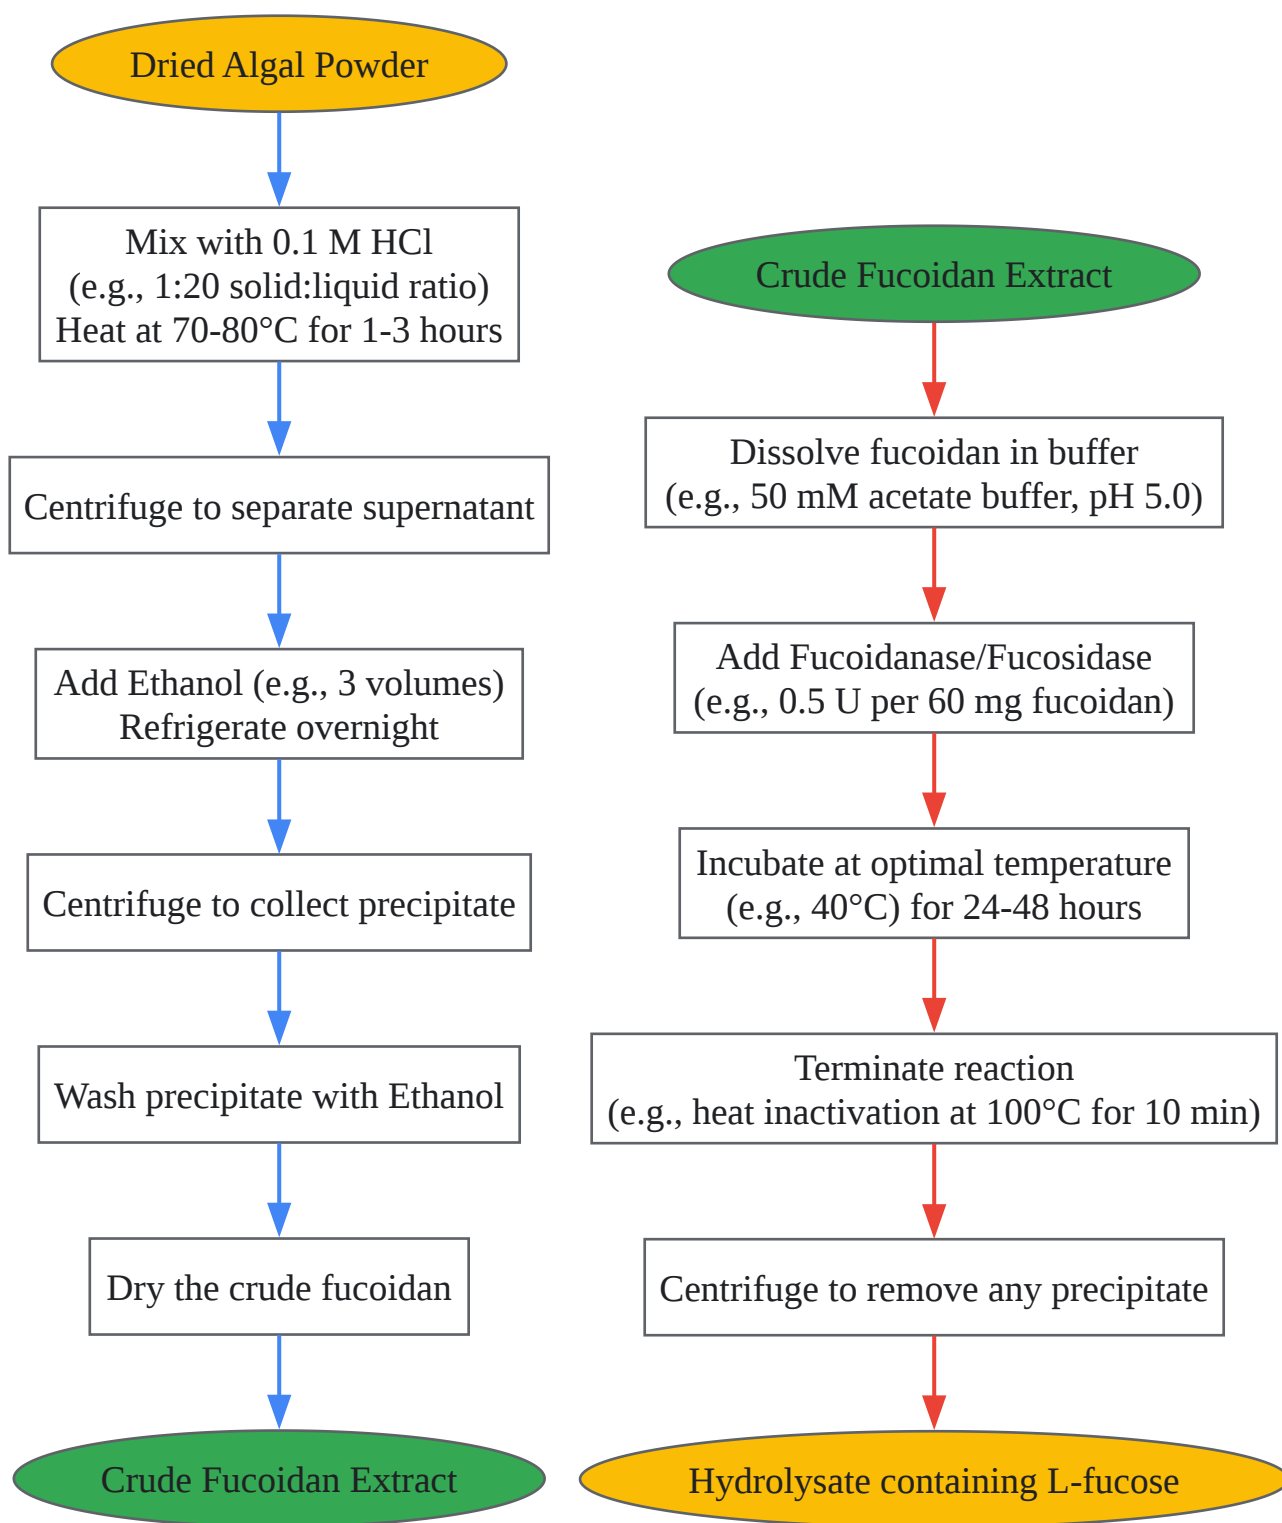 Dried Algal Powder
Mix with 0.1 M HCl
(e.g., 1:20 solid:liquid ratio)
Heat at 70-80°C for 1-3 hours
Centrifuge to separate supernatant
Add Ethanol (e.g., 3 volumes)
Refrigerate overnight
Centrifuge to collect precipitate
Wash precipitate with Ethanol
Dry the crude fucoidan
Crude Fucoidan Extract
Crude Fucoidan Extract
Dissolve fucoidan in buffer
(e.g., 50 mM acetate buffer, pH 5.0)
Add Fucoidanase/Fucosidase
(e.g., 0.5 U per 60 mg fucoidan)
Incubate at optimal temperature
(e.g., 40°C) for 24-48 hours
Terminate reaction
(e.g., heat inactivation at 100°C for 10 min)
Centrifuge to remove any precipitate
Hydrolysate containing L-fucose